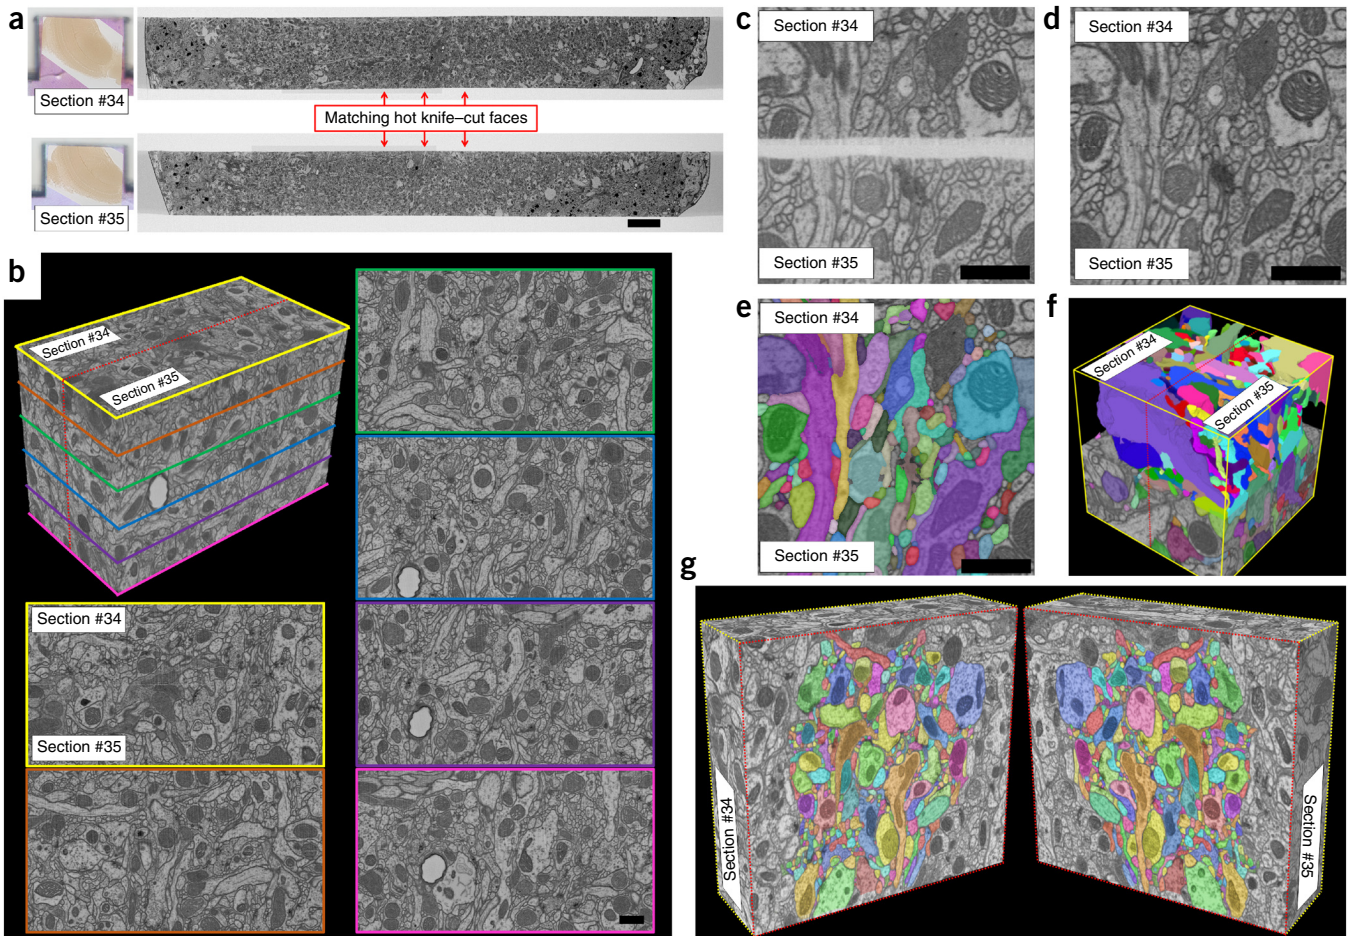 a
Section #34
Matching hot knife–cut faces
Section #35
b
Section #34
Section #35
Section #34
Section #35
c
Section #34
Section #35
d
Section #34
Section #35
e
Section #34
Section #35
f
Section #34
Section #35
g
Section #34
Section #35